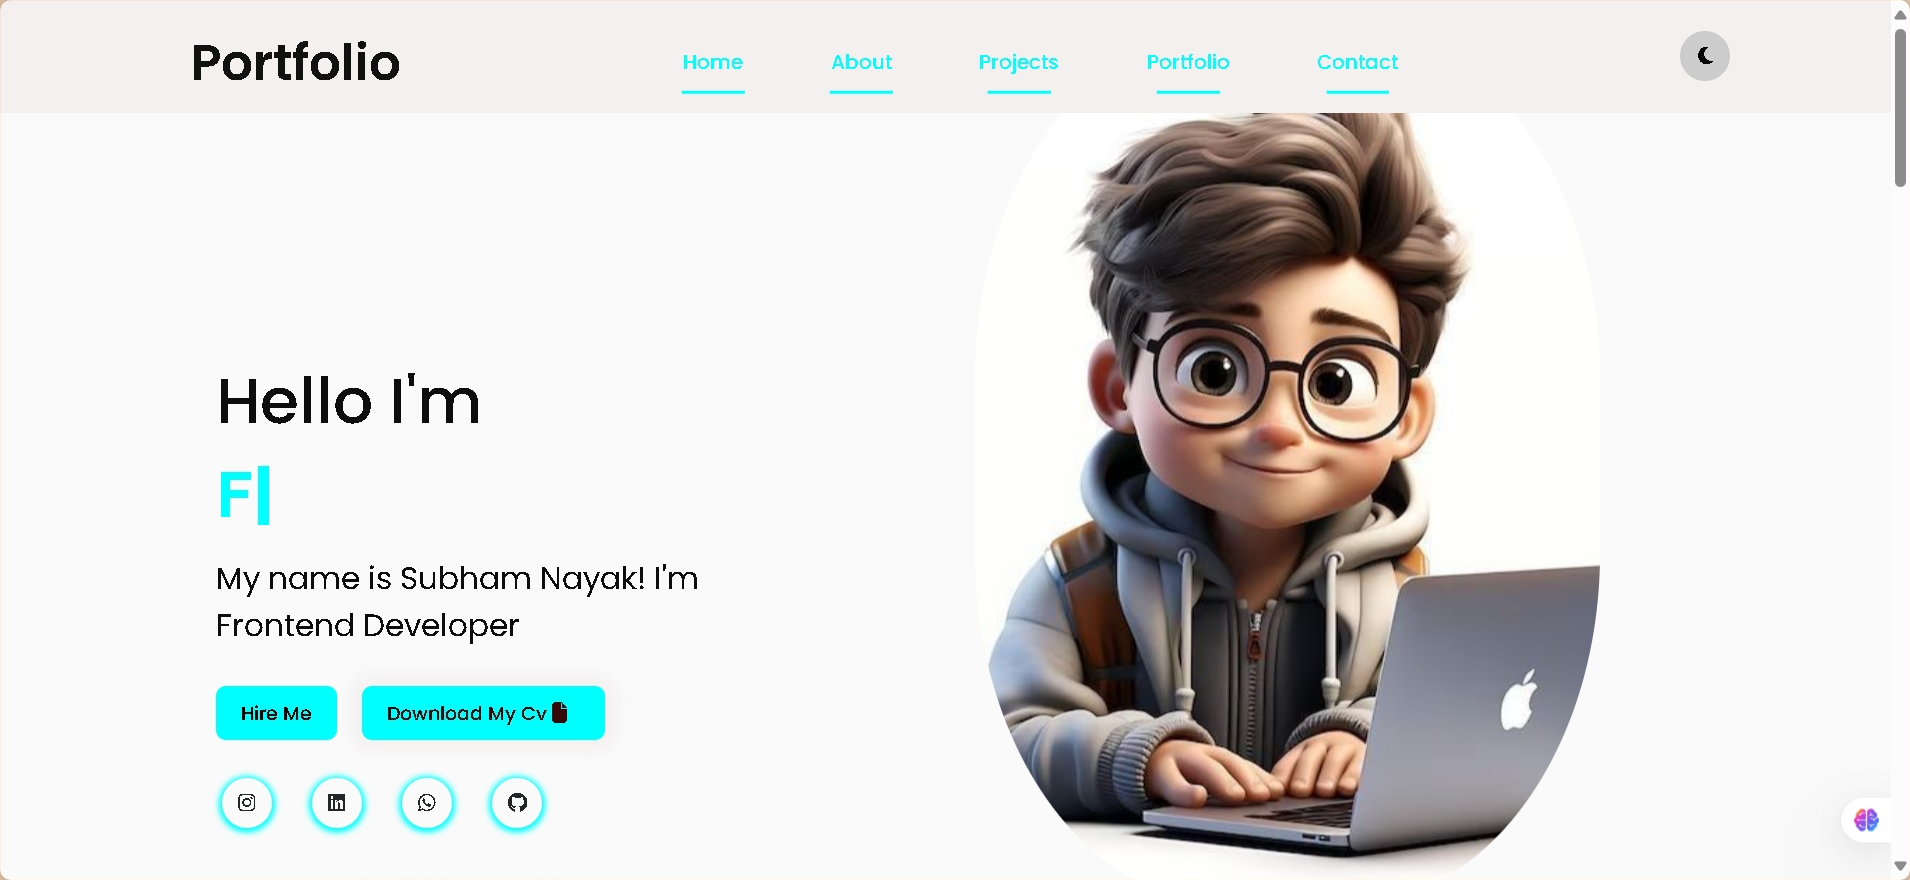 Portfolio
Home About Projects Portfolio Contact
Hello I'm
F|
My name is Subham Nayak! I'm
Frontend Developer
Hire Me Download My Cv